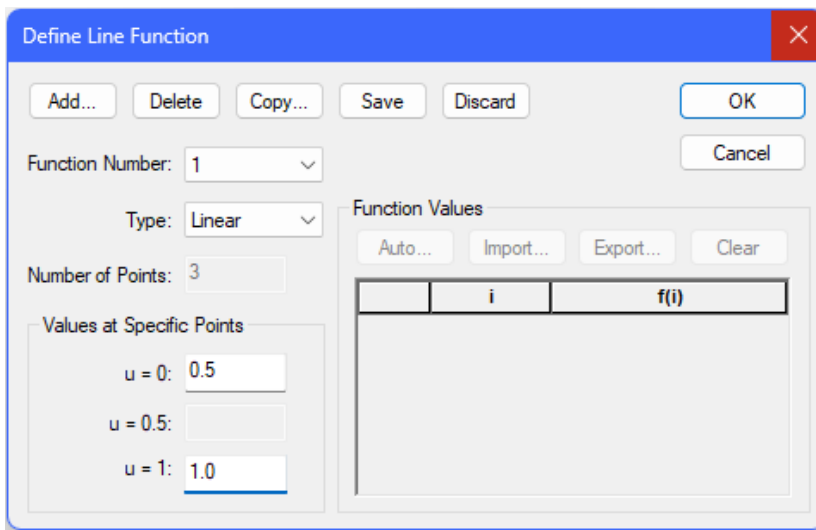 Define Line Function
Add... Delete Copy... Save Discard OK
Cancel
Function Number: 1
Type: Linear
Number of Points: 3
Values at Specific Points
u = 0: 0.5
u = 0.5:
u = 1: 1.0
Function Values
Auto... Import... Export... Clear
i f(i)